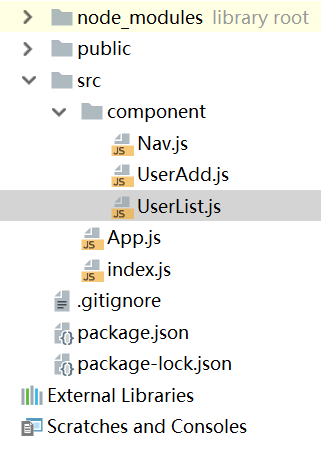 node_modules library root
public
src
component
Nav.js
UserAdd.js
UserList.js
App.js
index.js
.gitignore
package.json
package-lock.json
External Libraries
Scratches and Consoles